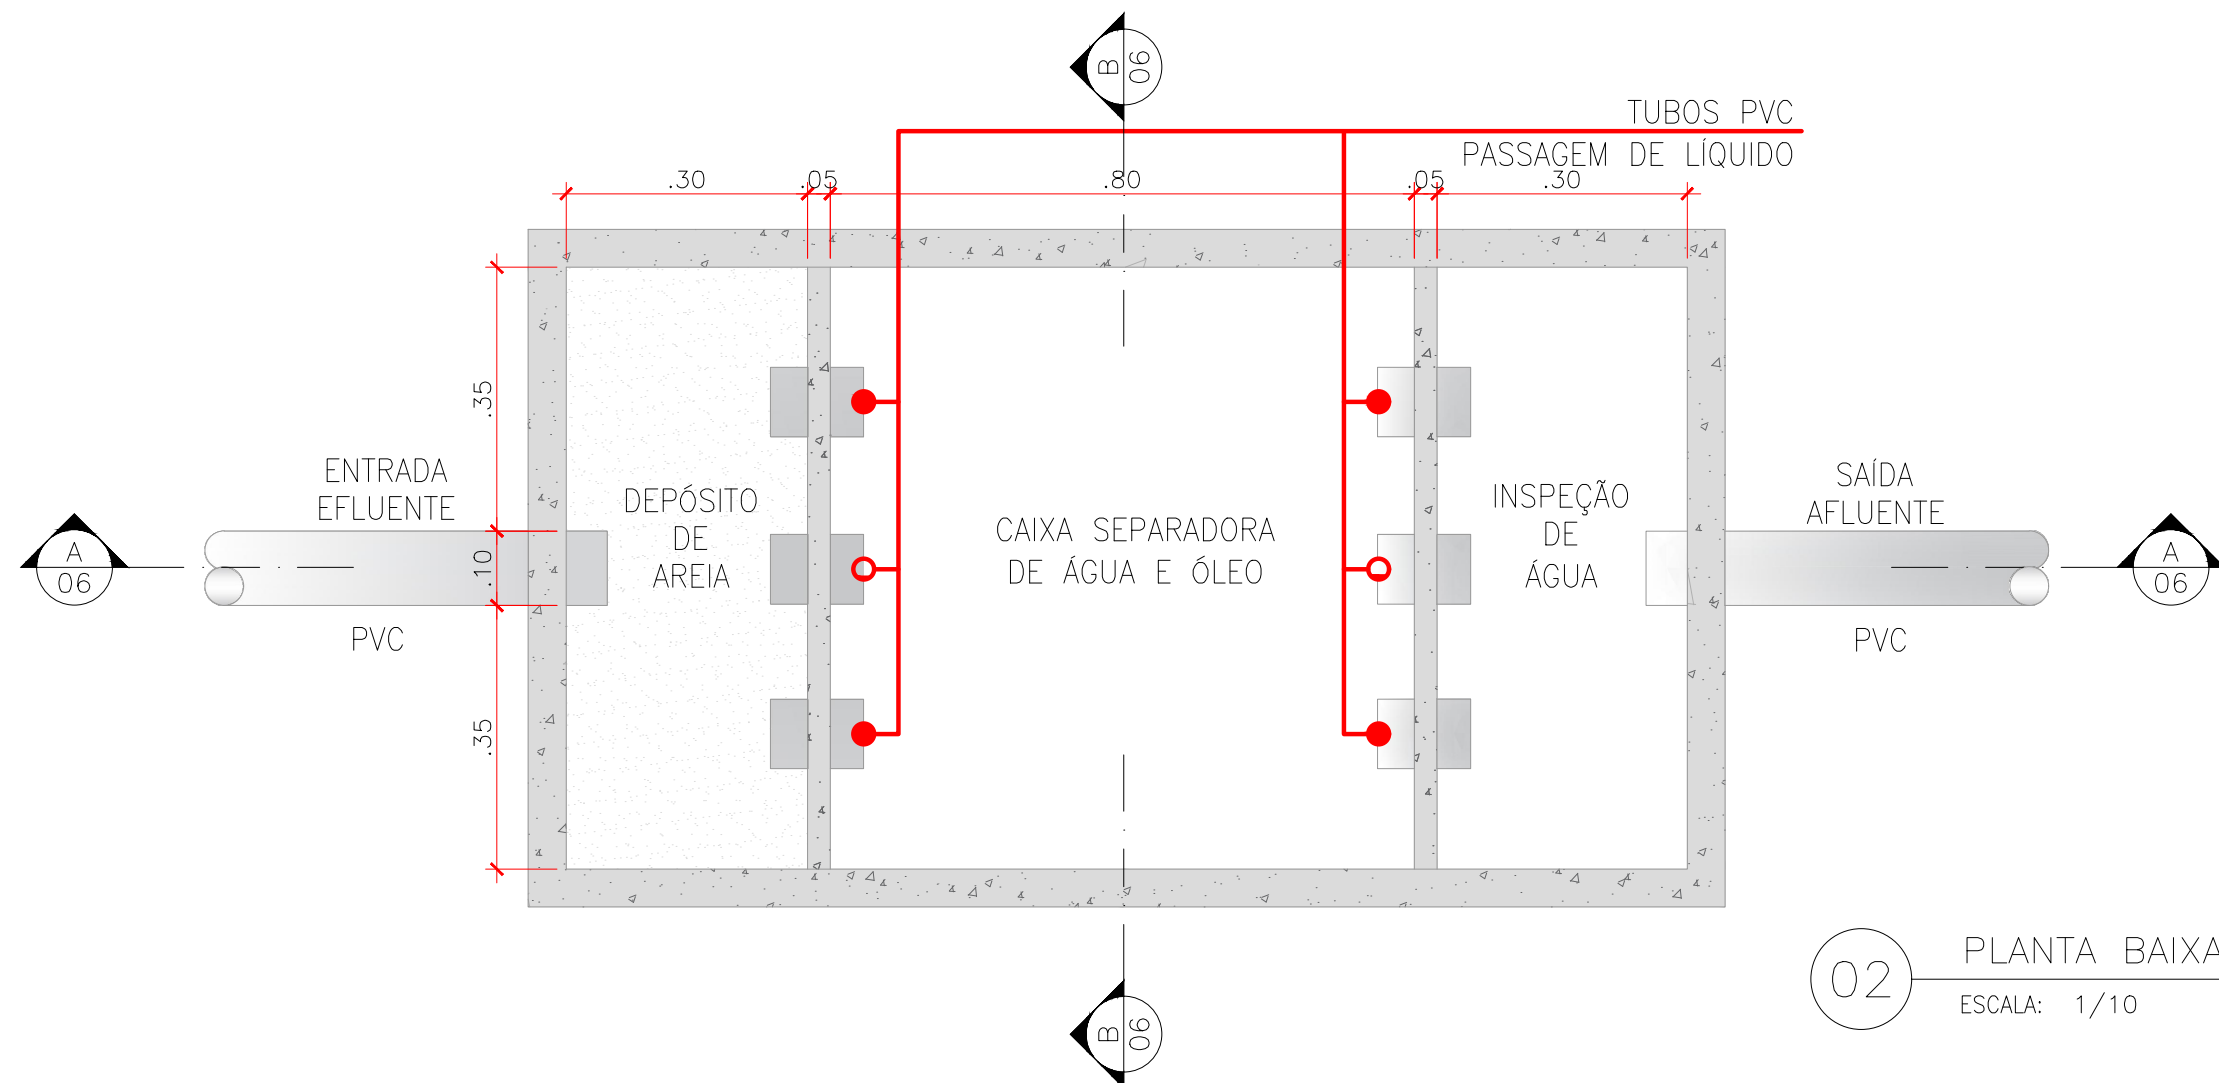 B
06
TUBOS PVC
PASSAGEM DE LÍQUIDO
.30
.05
.80
.05
.30
.35
.10
.35
ENTRADA
EFLUENTE
PVC
A
06
DEPÓSITO
DE
AREIA
CAIXA SEPARADORA
DE ÁGUA E ÓLEO
INSPEÇÃO
DE
ÁGUA
SAÍDA
AFLUENTE
PVC
A
06
B
06
02
PLANTA BAIXA
ESCALA: 1/10